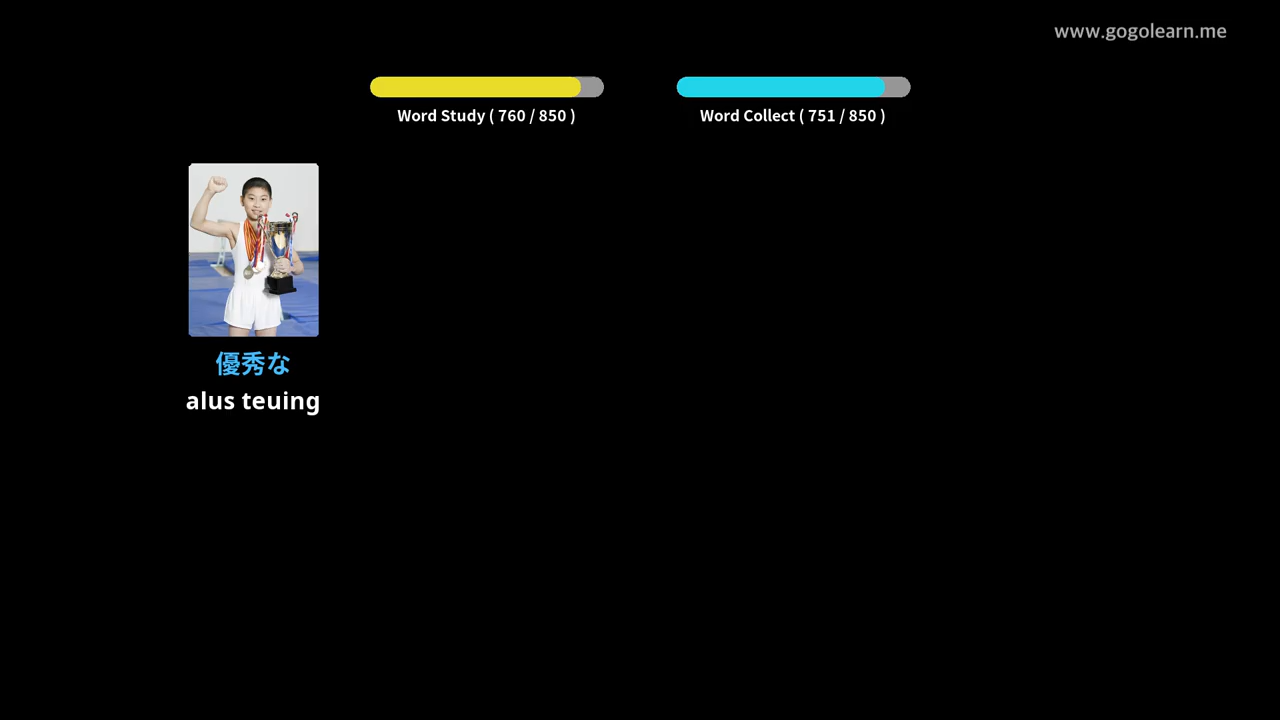 www.gogolearn.me
Word Study ( 760 / 850 )
Word Collect ( 751 / 850 )
優秀な
alus teuing